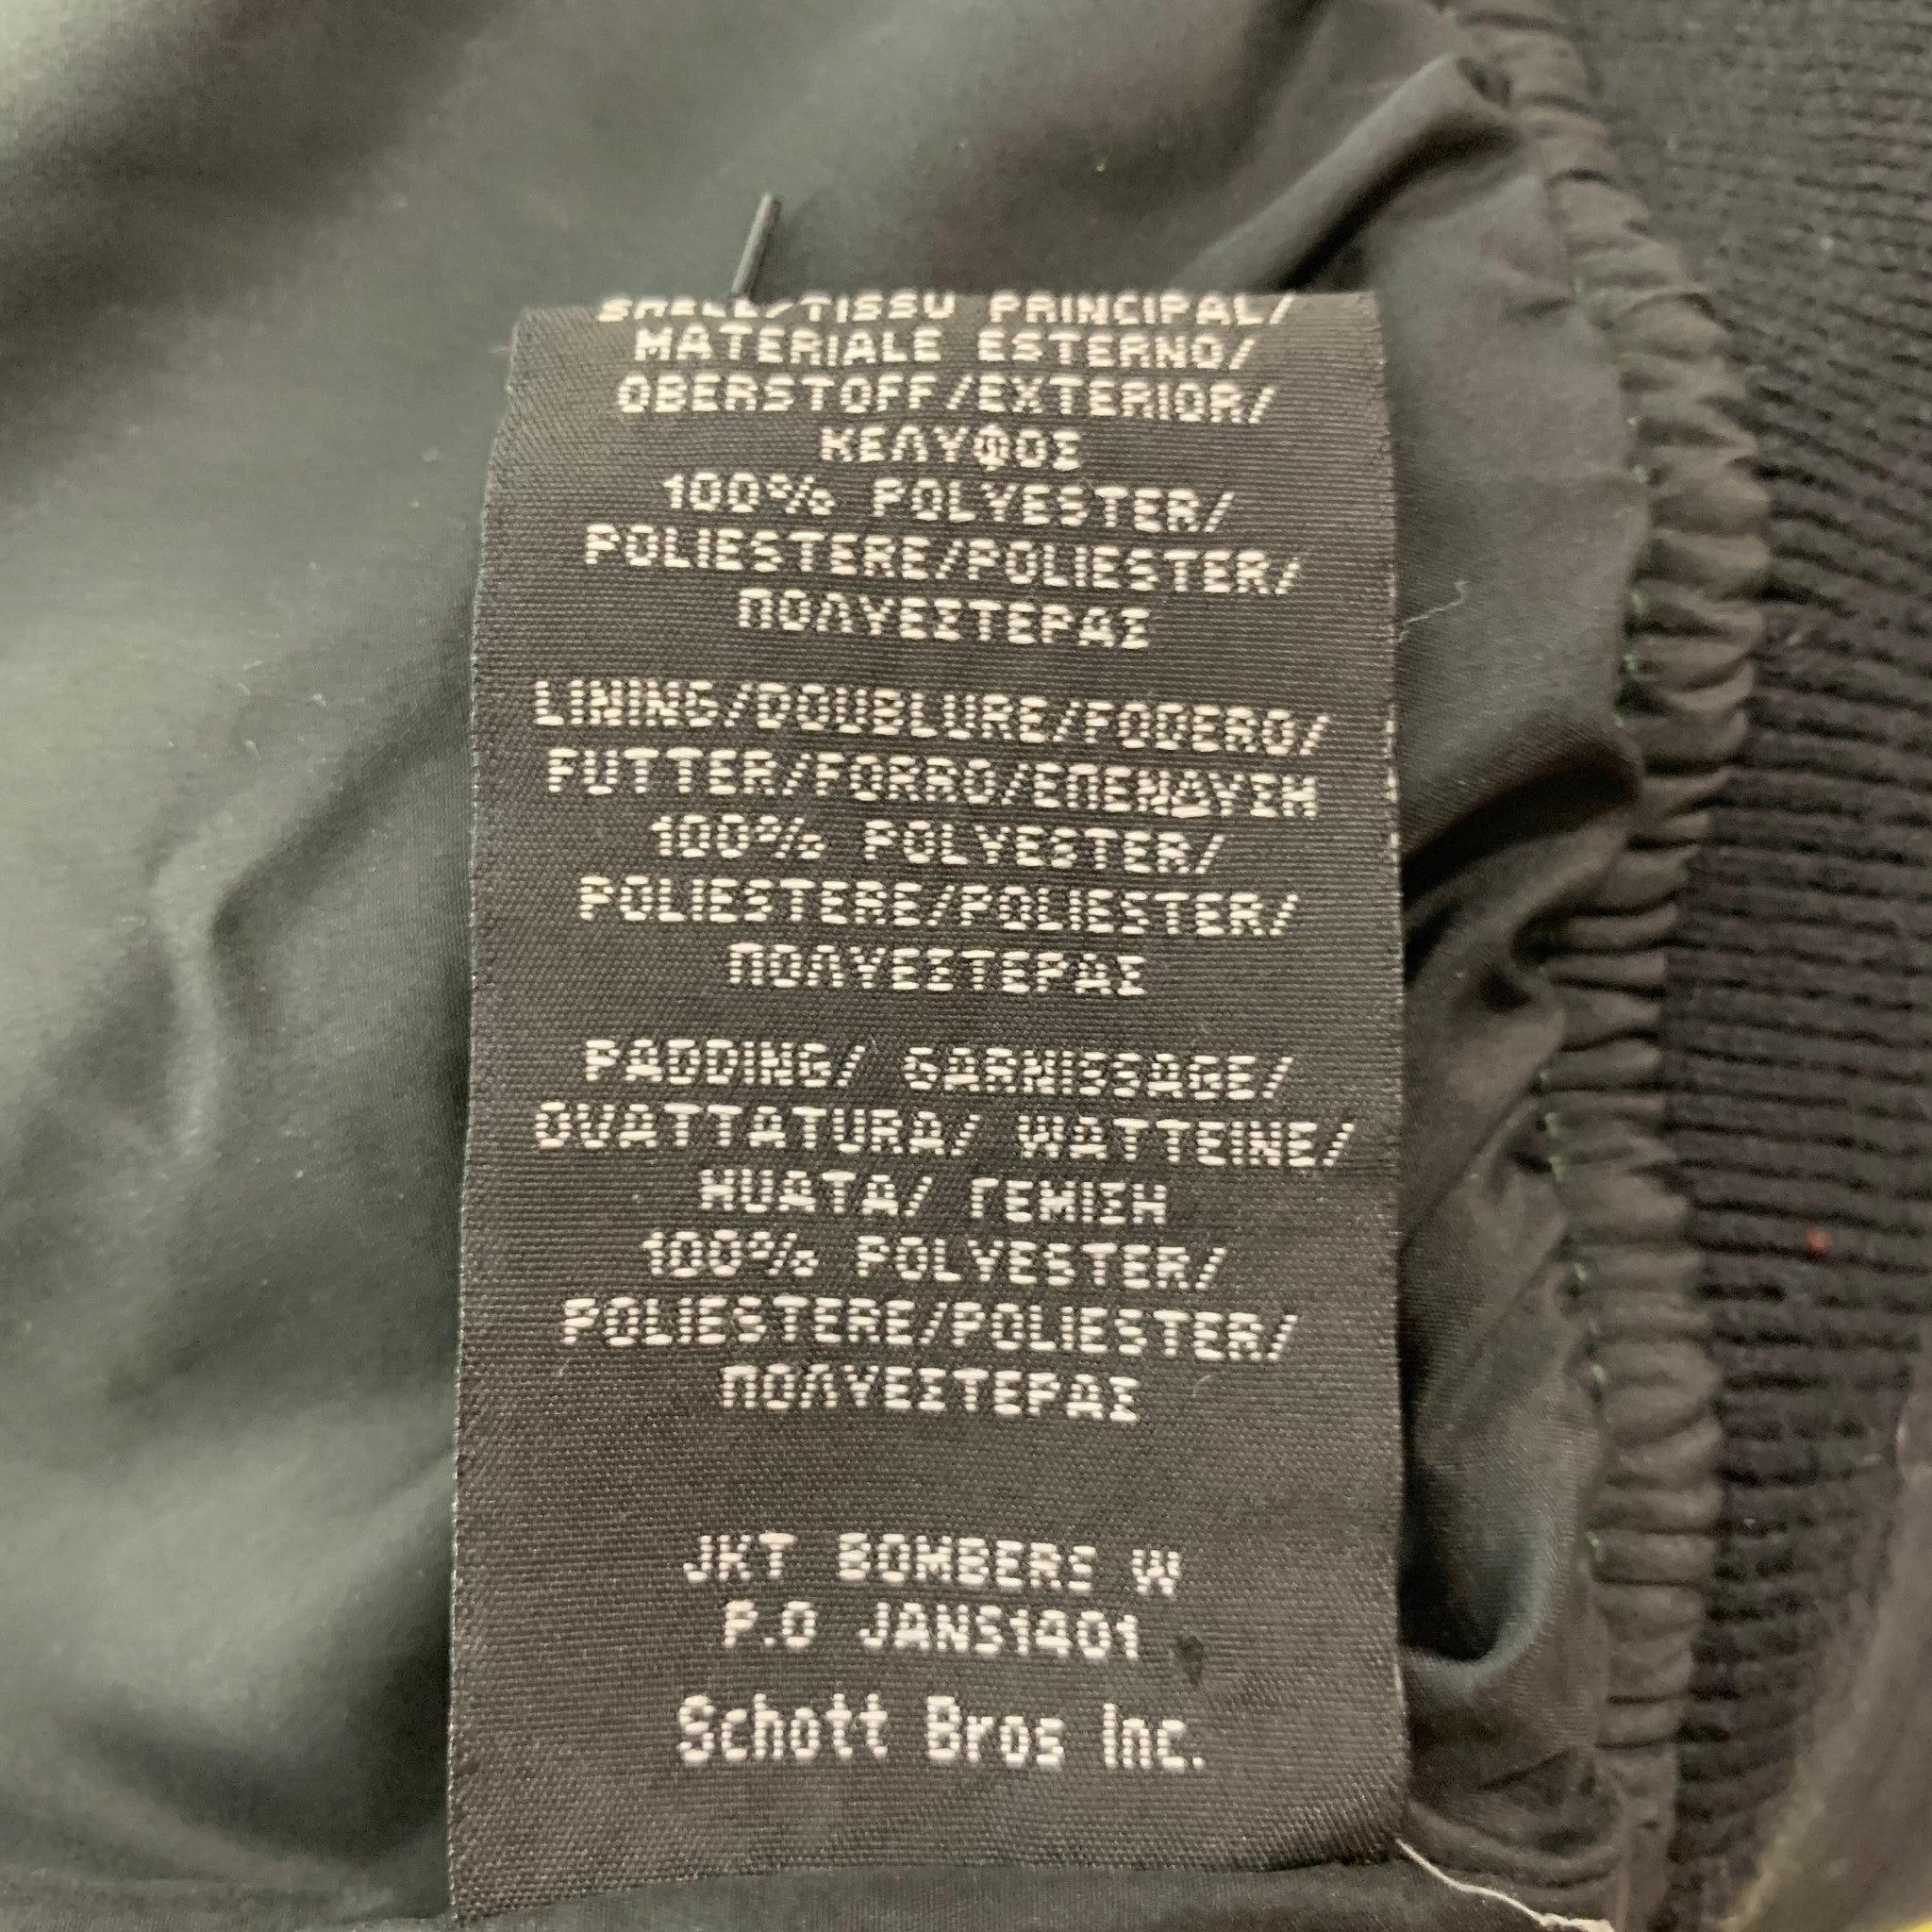 SHELL/TISSU PRINCIPAL/
MATERIALE ESTERNO/
OBERSTOFF/EXTERIOR/
ΚΕΛΥΦΟΣ
100% POLYESTER/
POLIESTERE/POLIESTER/
ΠΟΛΥΕΣΤΕΡΑΣ
LINING/DOUBLURE/FODERO/
FUTTER/FORRO/ΕΠΕΝΔΥΣΗ
100% POLYESTER/
POLIESTERE/POLIESTER/
ΠΟΛΥΕΣΤΕΡΑΣ
PADDING/ GARNISSAGE/
OVATTATURA/ WATTEINE/
HUATA/ ΓΕΜΙΣΗ
100% POLYESTER/
POLIESTERE/POLIESTER/
ΠΟΛΥΕΣΤΕΡΑΣ
JKT BOMBERS W
P.O JANS1401
Schott Bros Inc.